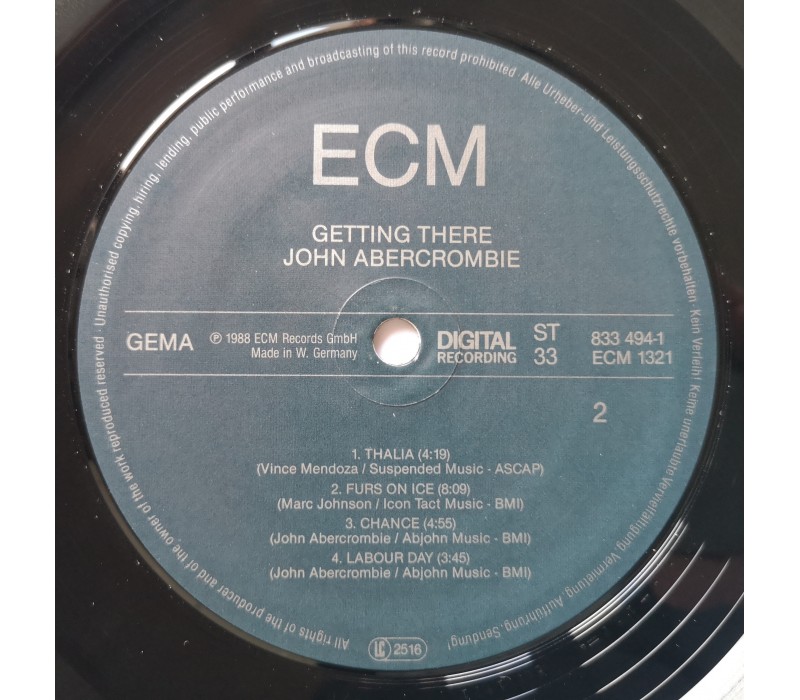 ECM
GETTING THERE
JOHN ABERCROMBIE
GEMA
℗ 1988 ECM Records GmbH
Made in W. Germany
DIGITAL
RECORDING
ST
33
833 494-1
ECM 1321
2
1. THALIA (4:19)
(Vince Mendoza / Suspended Music - ASCAP)
2. FURS ON ICE (8:09)
(Marc Johnson / Icon Tact Music - BMI)
3. CHANCE (4:55)
(John Abercrombie / Abjohn Music - BMI)
4. LABOUR DAY (3:45)
(John Abercrombie / Abjohn Music - BMI)
LC 2516
All rights of the producer and of the owner of the work reproduced reserved · Unauthorised copying, hiring, lending, public performance and broadcasting of this record prohibited · Alle Urheber-und Leistungsschutzrechte vorbehalten · Kein Verleih! Keine unerlaubte Vervielfältigung, Vermietung, Aufführung, Sendung!